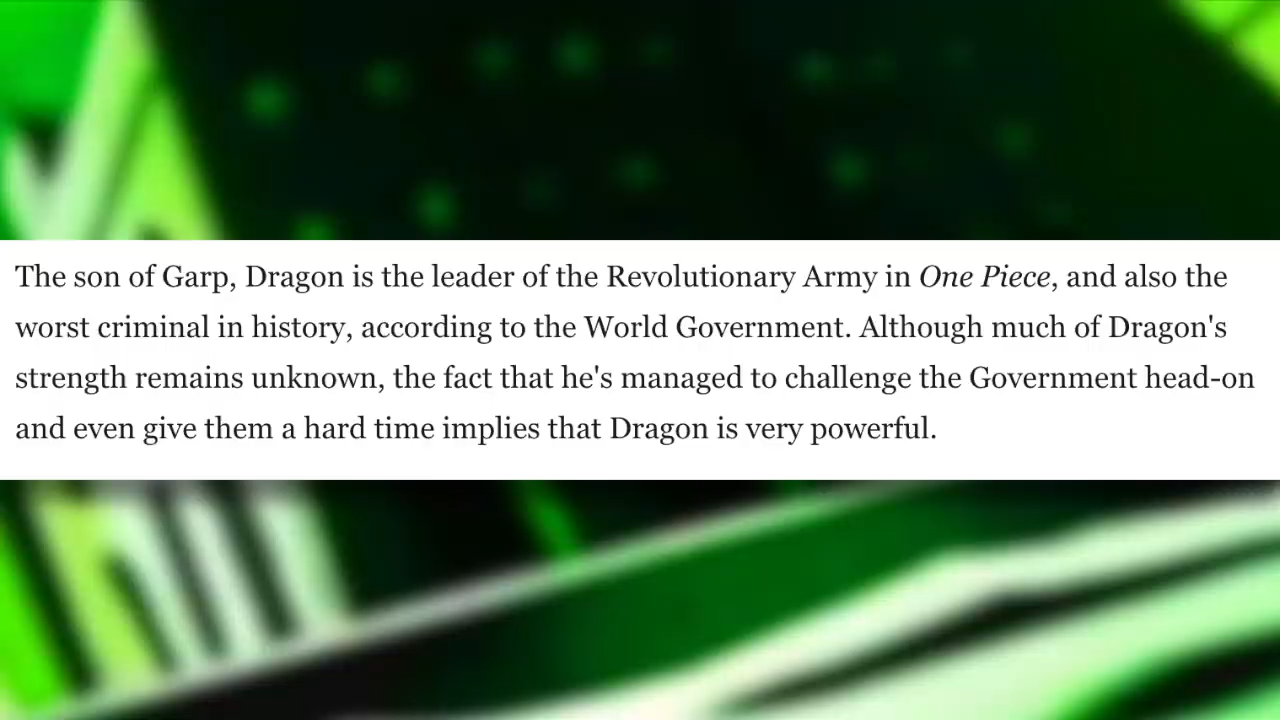 The son of Garp, Dragon is the leader of the Revolutionary Army in One Piece, and also the
worst criminal in history, according to the World Government. Although much of Dragon's
strength remains unknown, the fact that he's managed to challenge the Government head-on
and even give them a hard time implies that Dragon is very powerful.